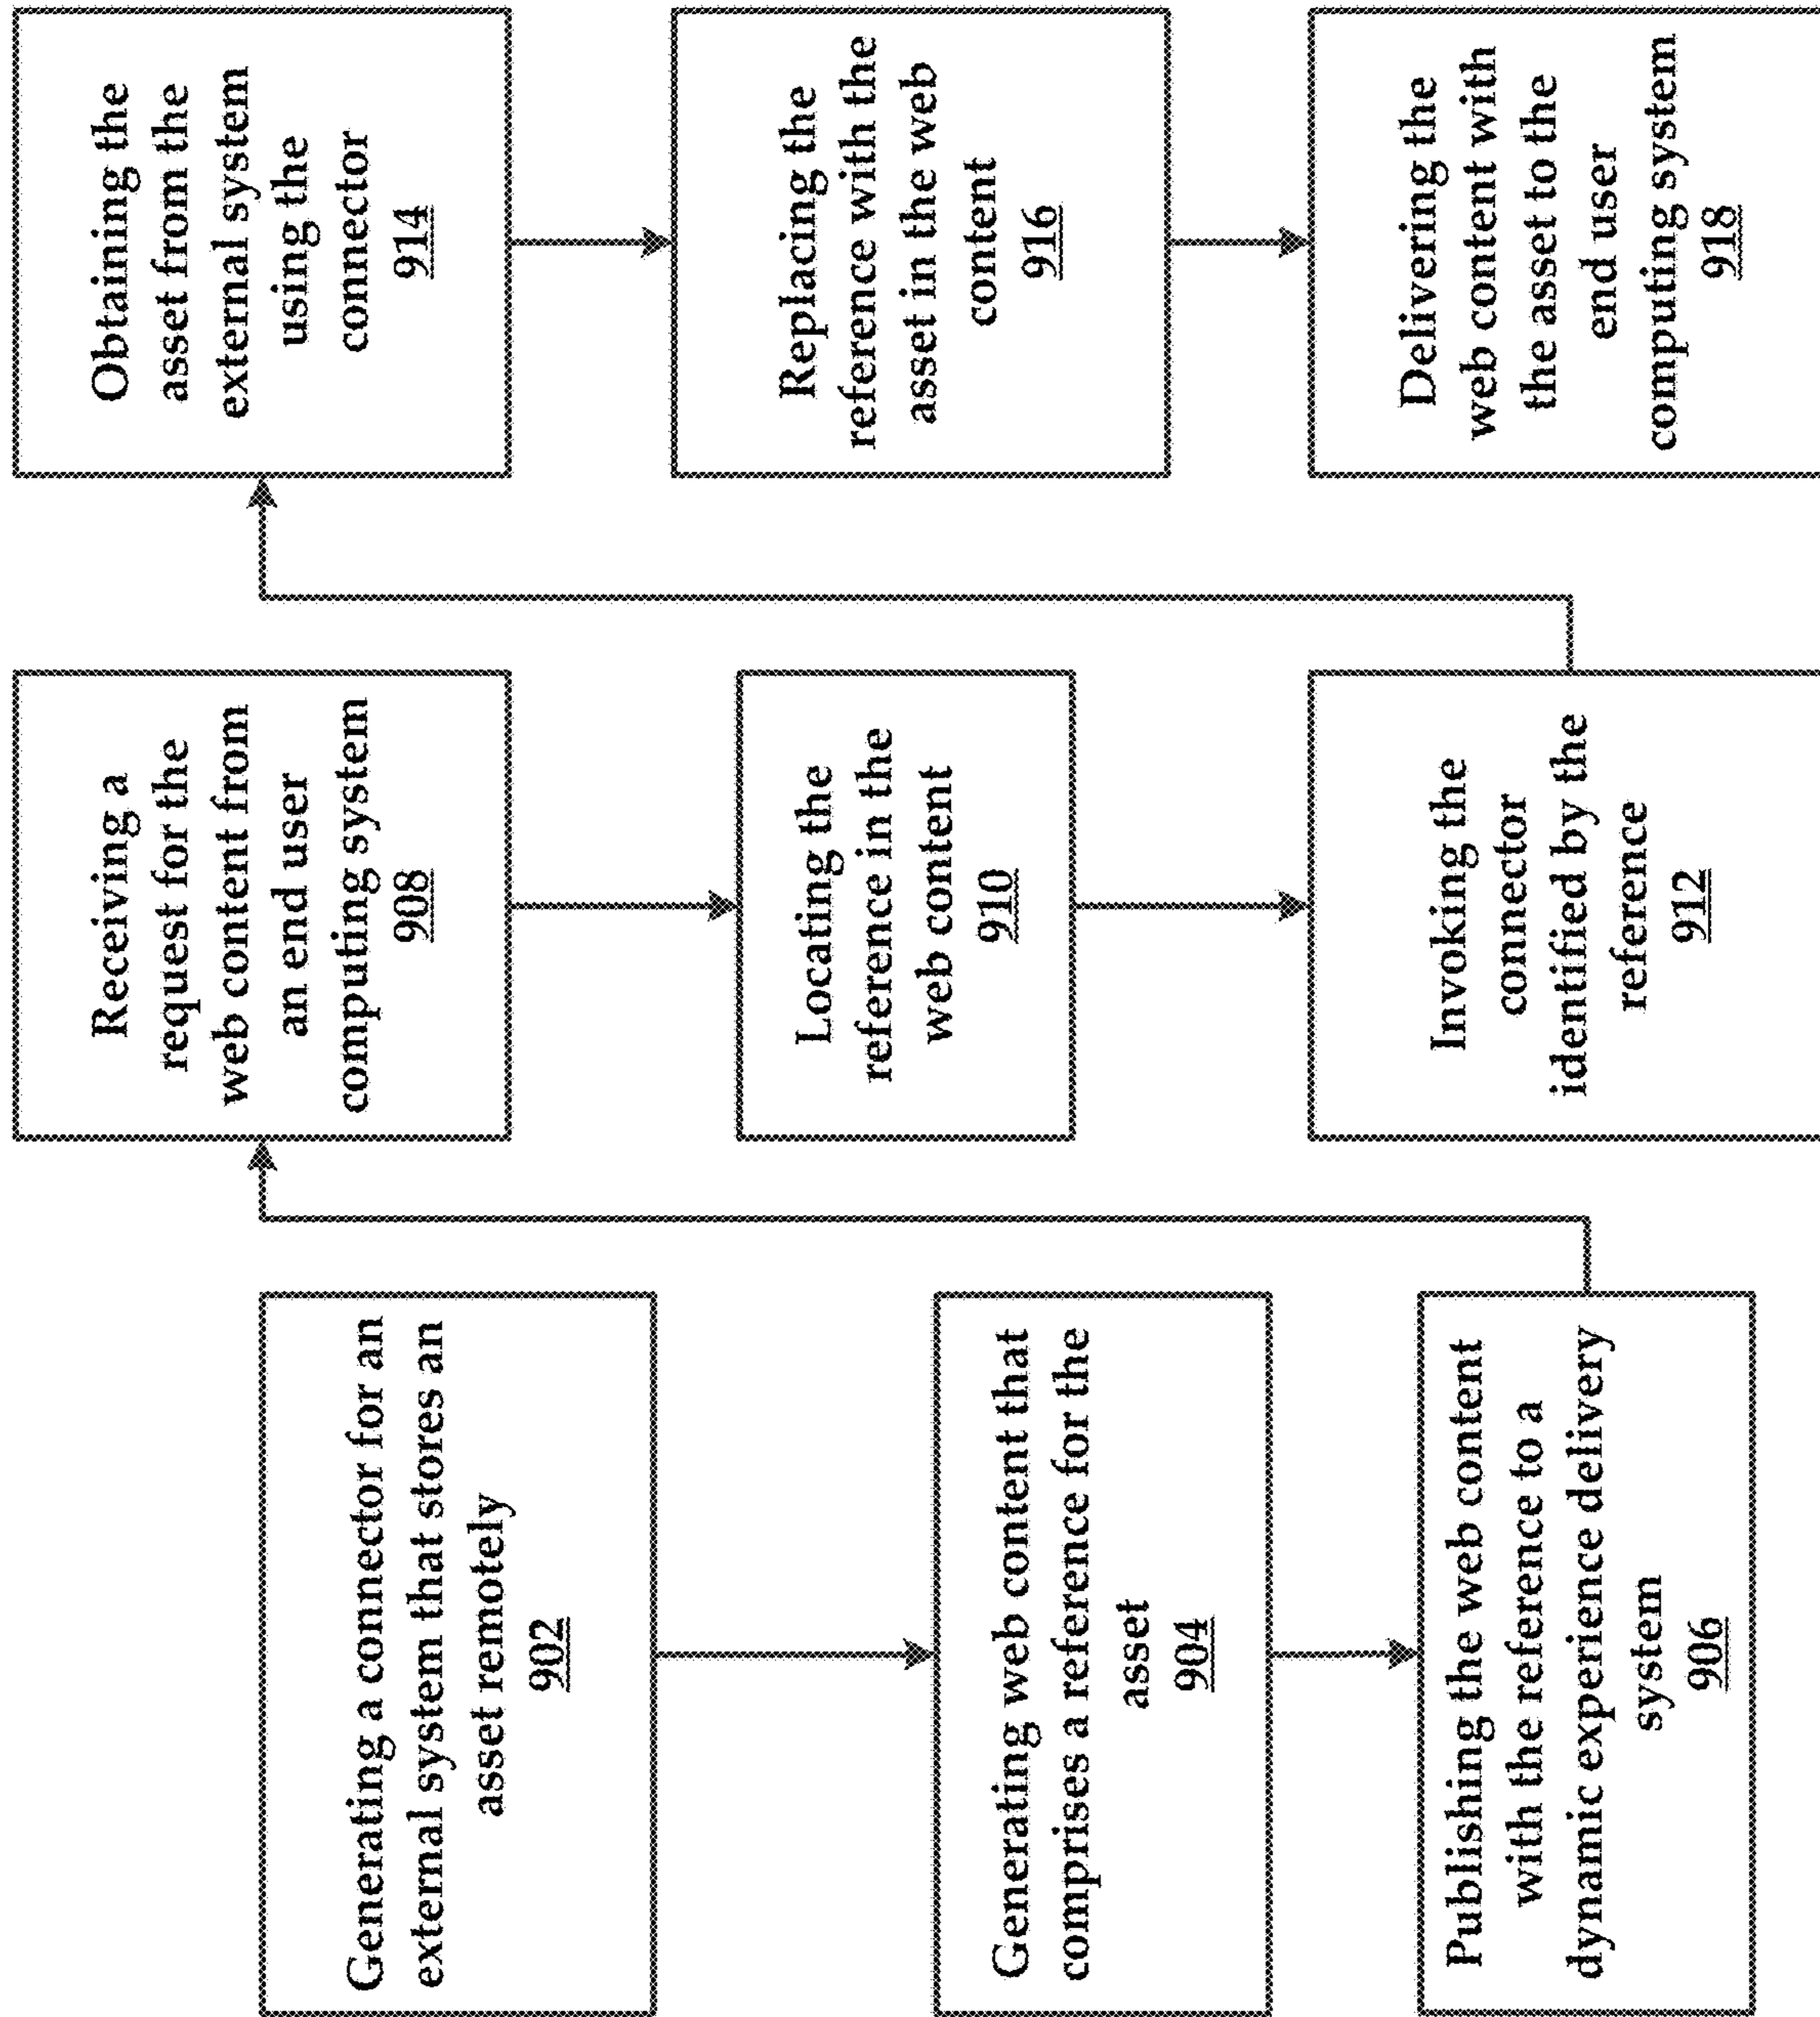 Generating a connector for an
external system that stores an
asset remotely
902
Generating web content that
comprises a reference for the
asset
904
Publishing the web content
with the reference to a
dynamic experience delivery
system
906
Receiving a
request for the
web content from
an end user
computing system
908
Locating the
reference in the
web content
910
Invoking the
connector
identified by the
reference
912
Obtaining the
asset from the
external system
using the
connector
914
Replacing the
reference with the
asset in the web
content
916
Delivering the
web content with
the asset to the
end user
computing system
918